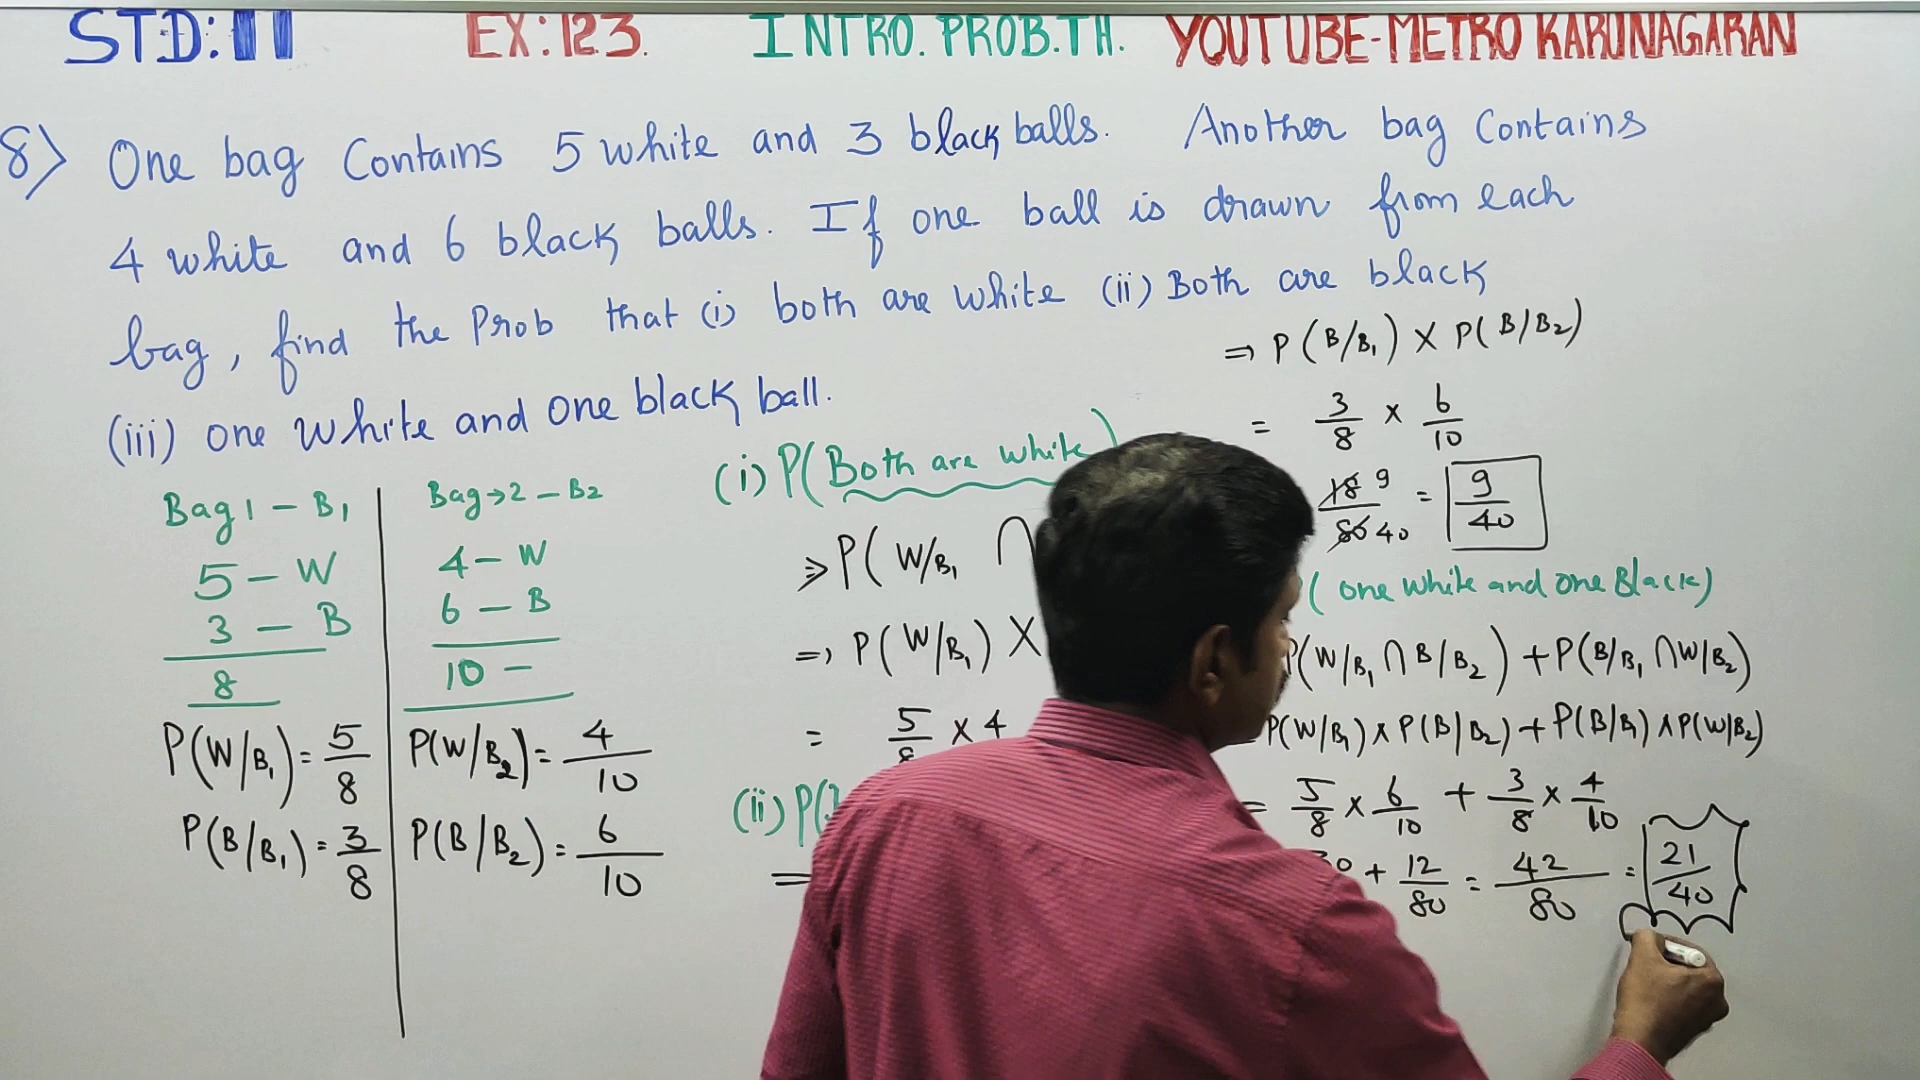 STD: 11 EX: 12.3. INTRO. PROB. TH. YOUTUBE-METRO KARUNAGARAN
8) One bag Contains 5 white and 3 black balls. Another bag Contains
4 white and 6 black balls. If one ball is drawn from each
bag, find the Prob that (i) both are white (ii) Both are black
(iii) one white and one black ball.
Bag 1 - B₁
5 - W
3 - B
8
P(W/B₁) = 5/8
P(B/B₁) = 3/8
Bag → 2 - B₂
4 - W
6 - B
10 -
P(W/B₂) = 4/10
P(B/B₂) = 6/10
(i) P(Both are white)
⇒ P(W/B₁ ∩
⇒ P(W/B₁) X
= 5/8 × 4
(ii) P(
=
⇒ P(B/B₁) X P(B/B₂)
= 3/8 × 6/10
18 9 / 80 40 = 9/40
(one white and one Black)
P(W/B₁ ∩ B/B₂) + P(B/B₁ ∩ W/B₂)
= P(W/B₁) × P(B/B₂) + P(B/B₁) × P(W/B₂)
= 5/8 × 6/10 + 3/8 × 4/10
+ 12/80 = 42/80 = 21/40